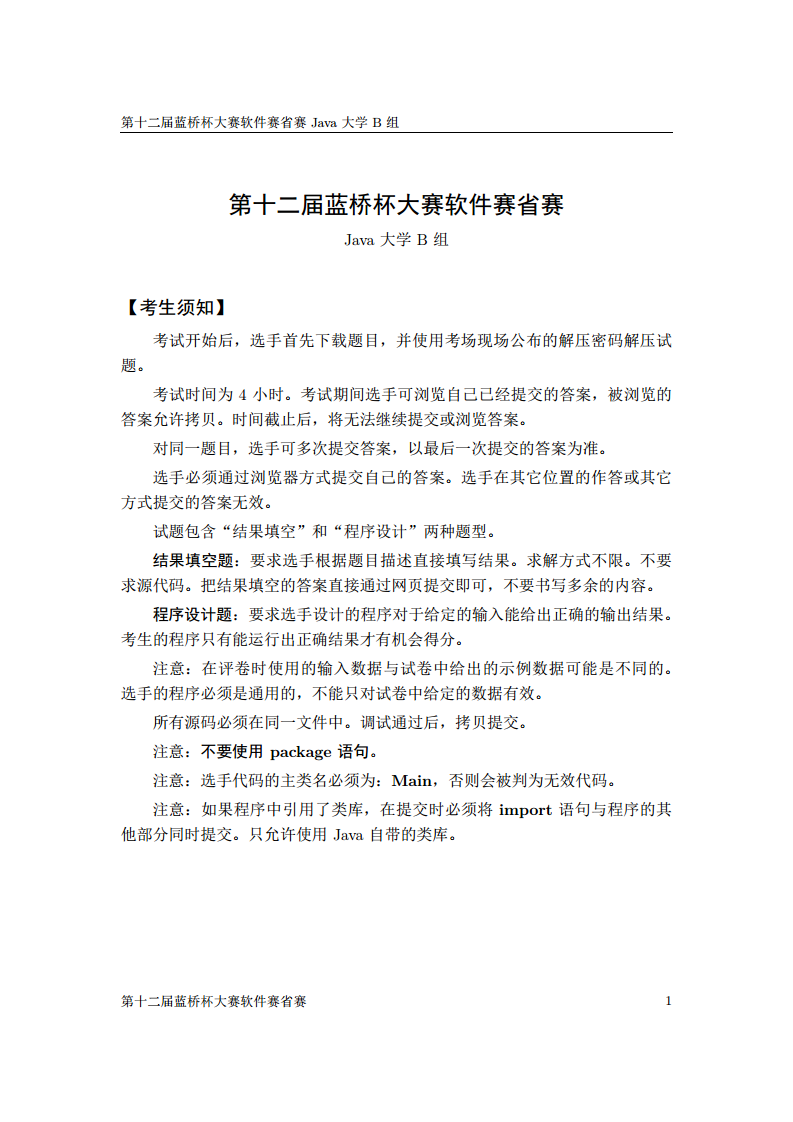 第十二届蓝桥杯大赛软件赛省赛 Java 大学 B 组
第十二届蓝桥杯大赛软件赛省赛
Java 大学 B 组
【考生须知】
考试开始后，选手首先下载题目，并使用考场现场公布的解压密码解压试
题。
考试时间为 4 小时。考试期间选手可浏览自己已经提交的答案，被浏览的
答案允许拷贝。时间截止后，将无法继续提交或浏览答案。
对同一题目，选手可多次提交答案，以最后一次提交的答案为准。
选手必须通过浏览器方式提交自己的答案。选手在其它位置的作答或其它
方式提交的答案无效。
试题包含“结果填空”和“程序设计”两种题型。
结果填空题：要求选手根据题目描述直接填写结果。求解方式不限。不要
求源代码。把结果填空的答案直接通过网页提交即可，不要书写多余的内容。
程序设计题：要求选手设计的程序对于给定的输入能给出正确的输出结果。
考生的程序只有能运行出正确结果才有机会得分。
注意：在评卷时使用的输入数据与试卷中给出的示例数据可能是不同的。
选手的程序必须是通用的，不能只对试卷中给定的数据有效。
所有源码必须在同一文件中。调试通过后，拷贝提交。
注意：不要使用 package 语句。
注意：选手代码的主类名必须为：Main，否则会被判为无效代码。
注意：如果程序中引用了类库，在提交时必须将 import 语句与程序的其
他部分同时提交。只允许使用 Java 自带的类库。
第十二届蓝桥杯大赛软件赛省赛 1